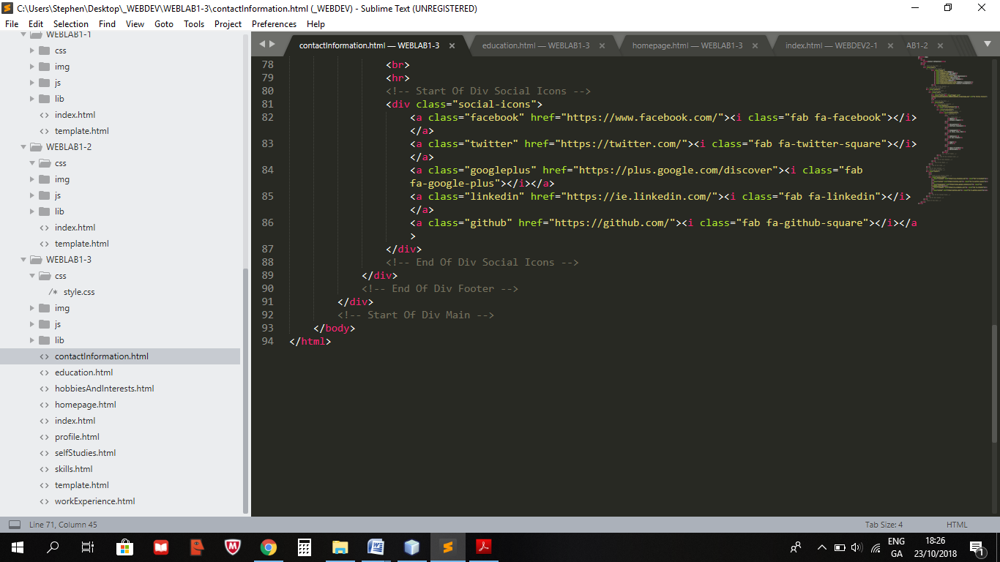 C:\Users\Stephen\Desktop\_WEBDEV\WEBLAB1-3\contactInformation.html (_WEBDEV) - Sublime Text (UNREGISTERED)
File Edit Selection Find View Goto Tools Project Preferences Help
WEBLAB1-1
css
img
js
lib
<> index.html
<> template.html
WEBLAB1-2
css
img
js
lib
<> index.html
<> template.html
WEBLAB1-3
css
/* style.css
img
js
lib
<> contactInformation.html
<> education.html
<> hobbiesAndInterests.html
<> homepage.html
<> index.html
<> profile.html
<> selfStudies.html
<> skills.html
<> template.html
<> workExperience.html
contactInformation.html — WEBLAB1-3 × education.html — WEBLAB1-3 × homepage.html — WEBLAB1-3 × index.html — WEBDEV2-1 × AB1-2 ×
78 <br>
79 <hr>
80 <!-- Start Of Div Social Icons -->
81 <div class="social-icons">
82 <a class="facebook" href="https://www.facebook.com/"><i class="fab fa-facebook"></i>
</a>
83 <a class="twitter" href="https://twitter.com/"><i class="fab fa-twitter-square"></i>
</a>
84 <a class="googleplus" href="https://plus.google.com/discover"><i class="fab
fa-google-plus"></i></a>
85 <a class="linkedin" href="https://ie.linkedin.com/"><i class="fab fa-linkedin"></i>
</a>
86 <a class="github" href="https://github.com/"><i class="fab fa-github-square"></i></a
>
87 </div>
88 <!-- End Of Div Social Icons -->
89 </div>
90 <!-- End Of Div Footer -->
91 </div>
92 <!-- Start Of Div Main -->
93 </body>
94 </html>
Line 71, Column 45
Tab Size: 4 HTML
ENG
GA
18:26
23/10/2018
1